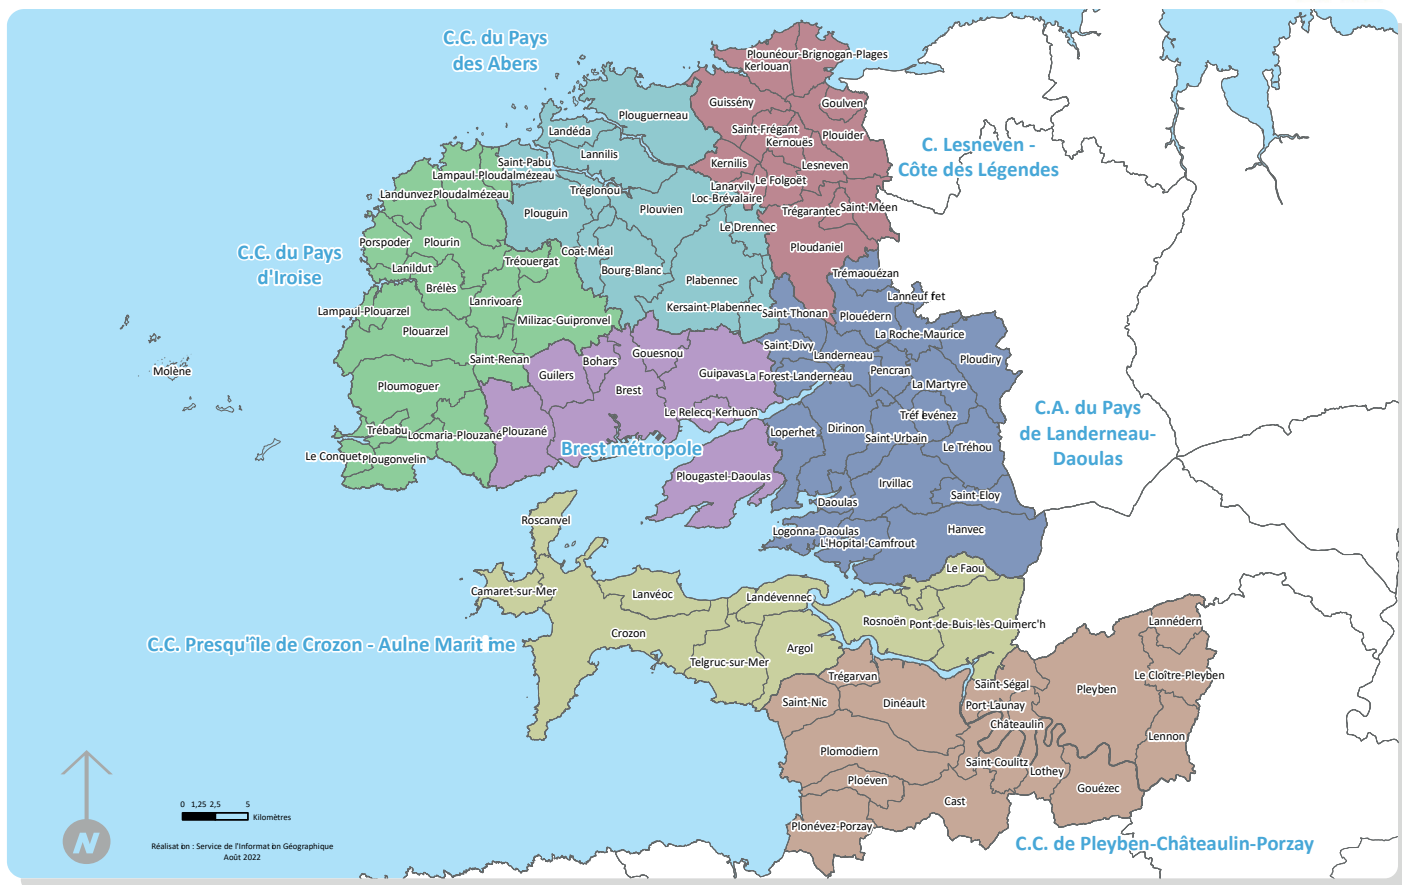 C.C. du Pays
des Abers
Plounéour-Brignogan-Plages
Kerlouan
Guissény
Goulven
Plouguerneau
Saint-Frégant
Plouider
Landéda
Kernouës
C. Lesneven -
Côte des Légendes
Lannilis
Saint-Pabu
Kernilis
Lesneven
Lampaul-Ploudalmézeau
Le Folgoët
Landunvez
Ploudalmézeau
Tréglonou
Lanarvily
Loc-Brévalaire
Plouguin
Plouvien
Trégarantec
Saint-Méen
Le Drennec
Porspoder
Plourin
Ploudaniel
C.C. du Pays
d'Iroise
Coat-Méal
Tréouergat
Lanildut
Bourg-Blanc
Trémaouézan
Plabennec
Brélès
Lanneuf fret
Lanrivoaré
Lampaul-Plouarzel
Kersaint-Plabennec
Saint-Thonan
Plouédern
Milizac-Guipronvel
Plouarzel
La Roche-Maurice
Saint-Divy
Gouesnou
Landerneau
Saint-Renan
Bohars
Ploudiry
Molène
Guilers
Guipavas
La Forest-Landerneau
Pencran
Ploumoguer
Brest
La Martyre
C.A. du Pays
de Landerneau-
Daoulas
Le Relecq-Kerhuon
Tréf levénez
Trébabu
Locmaria-Plouzané
Plouzané
Loperhet
Dirinon
Saint-Urbain
Brest métropole
Le Tréhou
Le Conquet
Plougonvelin
Plougastel-Daoulas
Irvillac
Saint-Eloy
Daoulas
Roscanvel
Logonna-Daoulas
Hanvec
L'Hopital-Camfrout
Le Faou
Camaret-sur-Mer
Lanvéoc
Landévennec
Rosnoën
Pont-de-Buis-lès-Quimerc'h
Lannédern
Crozon
C.C. Presqu'île de Crozon - Aulne Marit ime
Argol
Telgruc-sur-Mer
Trégarvan
Le Cloître-Pleyben
Saint-Ségal
Pleyben
Saint-Nic
Dinéault
Port-Launay
Châteaulin
Lennon
Plomodiern
Saint-Coulitz
Lothey
Ploéven
Gouézec
Cast
Plonévez-Porzay
C.C. de Pleyben-Châteaulin-Porzay
0 1,25 2,5 5
Kilomètres
N
Réalisation : Service de l'Information Géographique
Août 2022